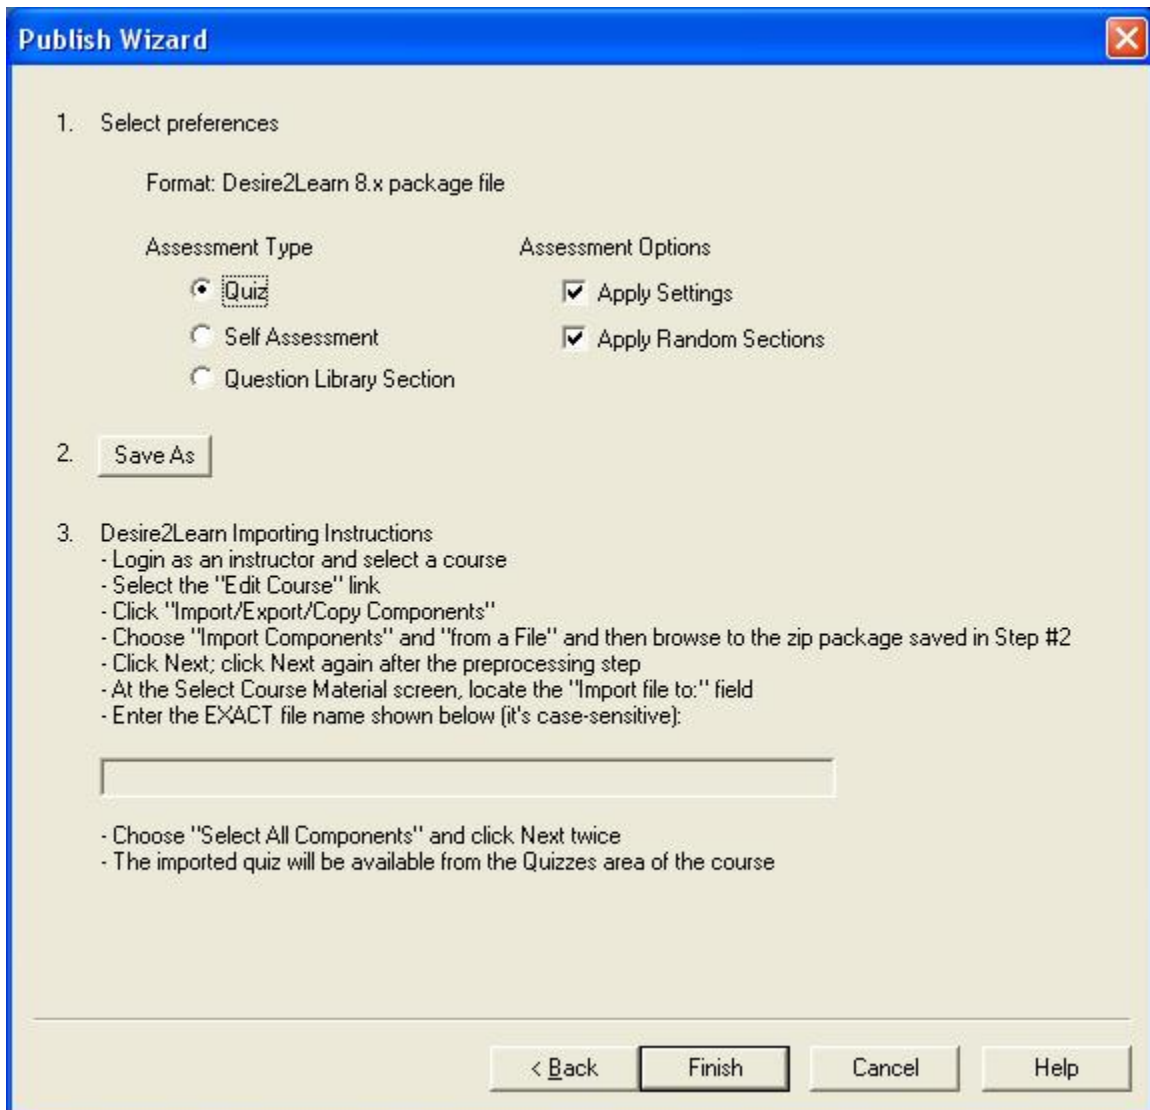 Publish Wizard
1. Select preferences
Format: Desire2Learn 8.x package file
Assessment Type Assessment Options
Quiz Apply Settings
Self Assessment Apply Random Sections
Question Library Section
2. Save As
3. Desire2Learn Importing Instructions
- Login as an instructor and select a course
- Select the "Edit Course" link
- Click "Import/Export/Copy Components"
- Choose "Import Components" and "from a File" and then browse to the zip package saved in Step #2
- Click Next; click Next again after the preprocessing step
- At the Select Course Material screen, locate the "Import file to:" field
- Enter the EXACT file name shown below (it's case-sensitive):
- Choose "Select All Components" and click Next twice
- The imported quiz will be available from the Quizzes area of the course
< Back Finish Cancel Help